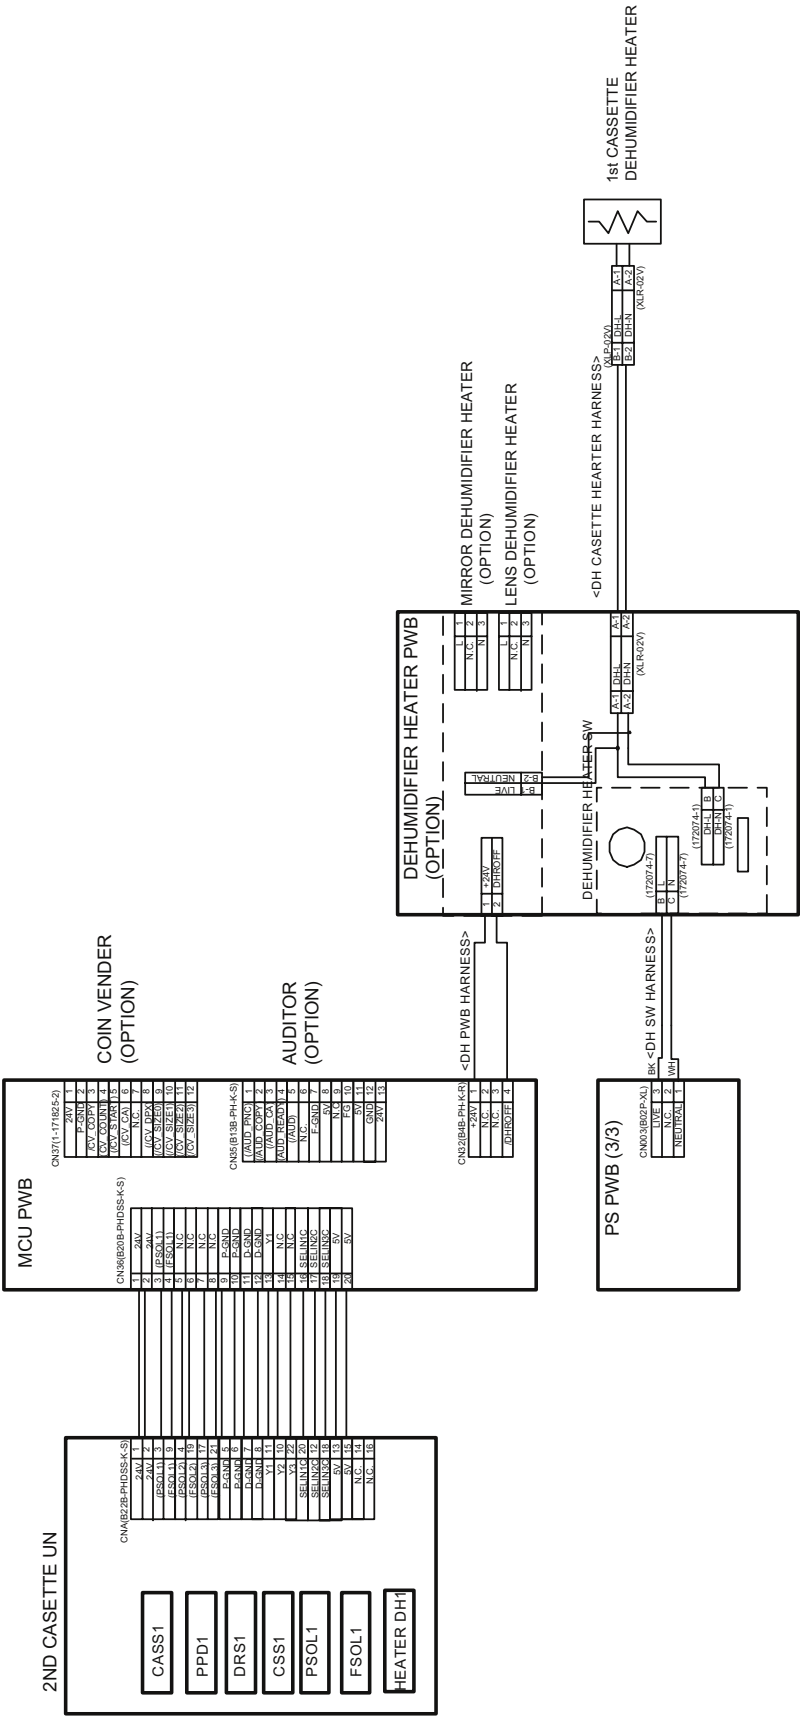 2ND CASETTE UN
CASS1
PPD1
DRS1
CSS1
PSOL1
FSOL1
HEATER DH1
CNA(B22B-PHDSS-K-S)
24V 1
24V 2
(PSOL1) 3
(FSOL1) 9
(PSOL2) 4
(FSOL2) 19
(PSOL3) 17
(FSOL3) 21
P-GND 5
P-GND 6
D-GND 7
D-GND 8
Y1 11
Y2 10
Y3 22
SELIN1C 20
SELIN2C 12
SELIN3C 18
5V 13
5V 15
N.C. 14
N.C. 16
MCU PWB
CN36(B20B-PHDSS-K-S)
1 24V
2 24V
3 (PSOL1)
4 (FSOL1)
5 N.C
6 N.C
7 N.C
8 N.C
9 P-GND
10 P-GND
11 D-GND
12 D-GND
13 Y1
14 N.C
15 N.C
16 SELIN1C
17 SELIN2C
18 SELIN3C
19 5V
20 5V
CN37(1-171825-2)
24V 1
P-GND 2
/CV_COPY 3
(CV_COUNT) 4
(/CV_START) 5
(/CV_CA) 6
N.C. 7
(/CV_DPX) 8
(/CV_SIZE0) 9
(/CV_SIZE1) 10
(/CV_SIZE2) 11
(/CV_SIZE3) 12
COIN VENDER
(OPTION)
CN35(B13B-PH-K-S)
(/AUD_PNC) 1
(/AUD_COPY) 2
(/AUD_CA) 3
(AUD_READY) 4
(/AUD) 5
N.C. 6
F-GND 7
5V 8
N.C 9
FG 10
5V 11
GND 12
24V 13
AUDITOR
(OPTION)
CN32(B4B-PH-K-R)
+24V 1
N.C. 2
N.C. 3
/DHROFF 4
<DH PWB HARNESS>
PS PWB (3/3)
CN003(B02P-XL)
LIVE 3
N.C. 2
NEUTRAL 1
BK
WH
<DH SW HARNESS>
DEHUMIDIFIER HEATER PWB
(OPTION)
1 +24V
2 DHROFF
B-2 NEUTRAL
B-1 LIVE
L 1
N.C. 2
N 3
MIRROR DEHUMIDIFIER HEATER
(OPTION)
L 1
N.C. 2
N 3
LENS DEHUMIDIFIER HEATER
(OPTION)
DEHUMIDIFIER HEATER SW
(172074-7)
B L
C N
(172074-7)
(172074-1)
DH-L B
DH-N C
(172074-1)
A-1 DH-L A-1
A-2 DH-N A-2
(XLR-02V)
<DH CASETTE HEARTER HARNESS>
(XLP-02V)
B-1 DH-L A-1
B-2 DH-N A-2
(XLR-02V)
1st CASSETTE
DEHUMIDIFIER HEATER